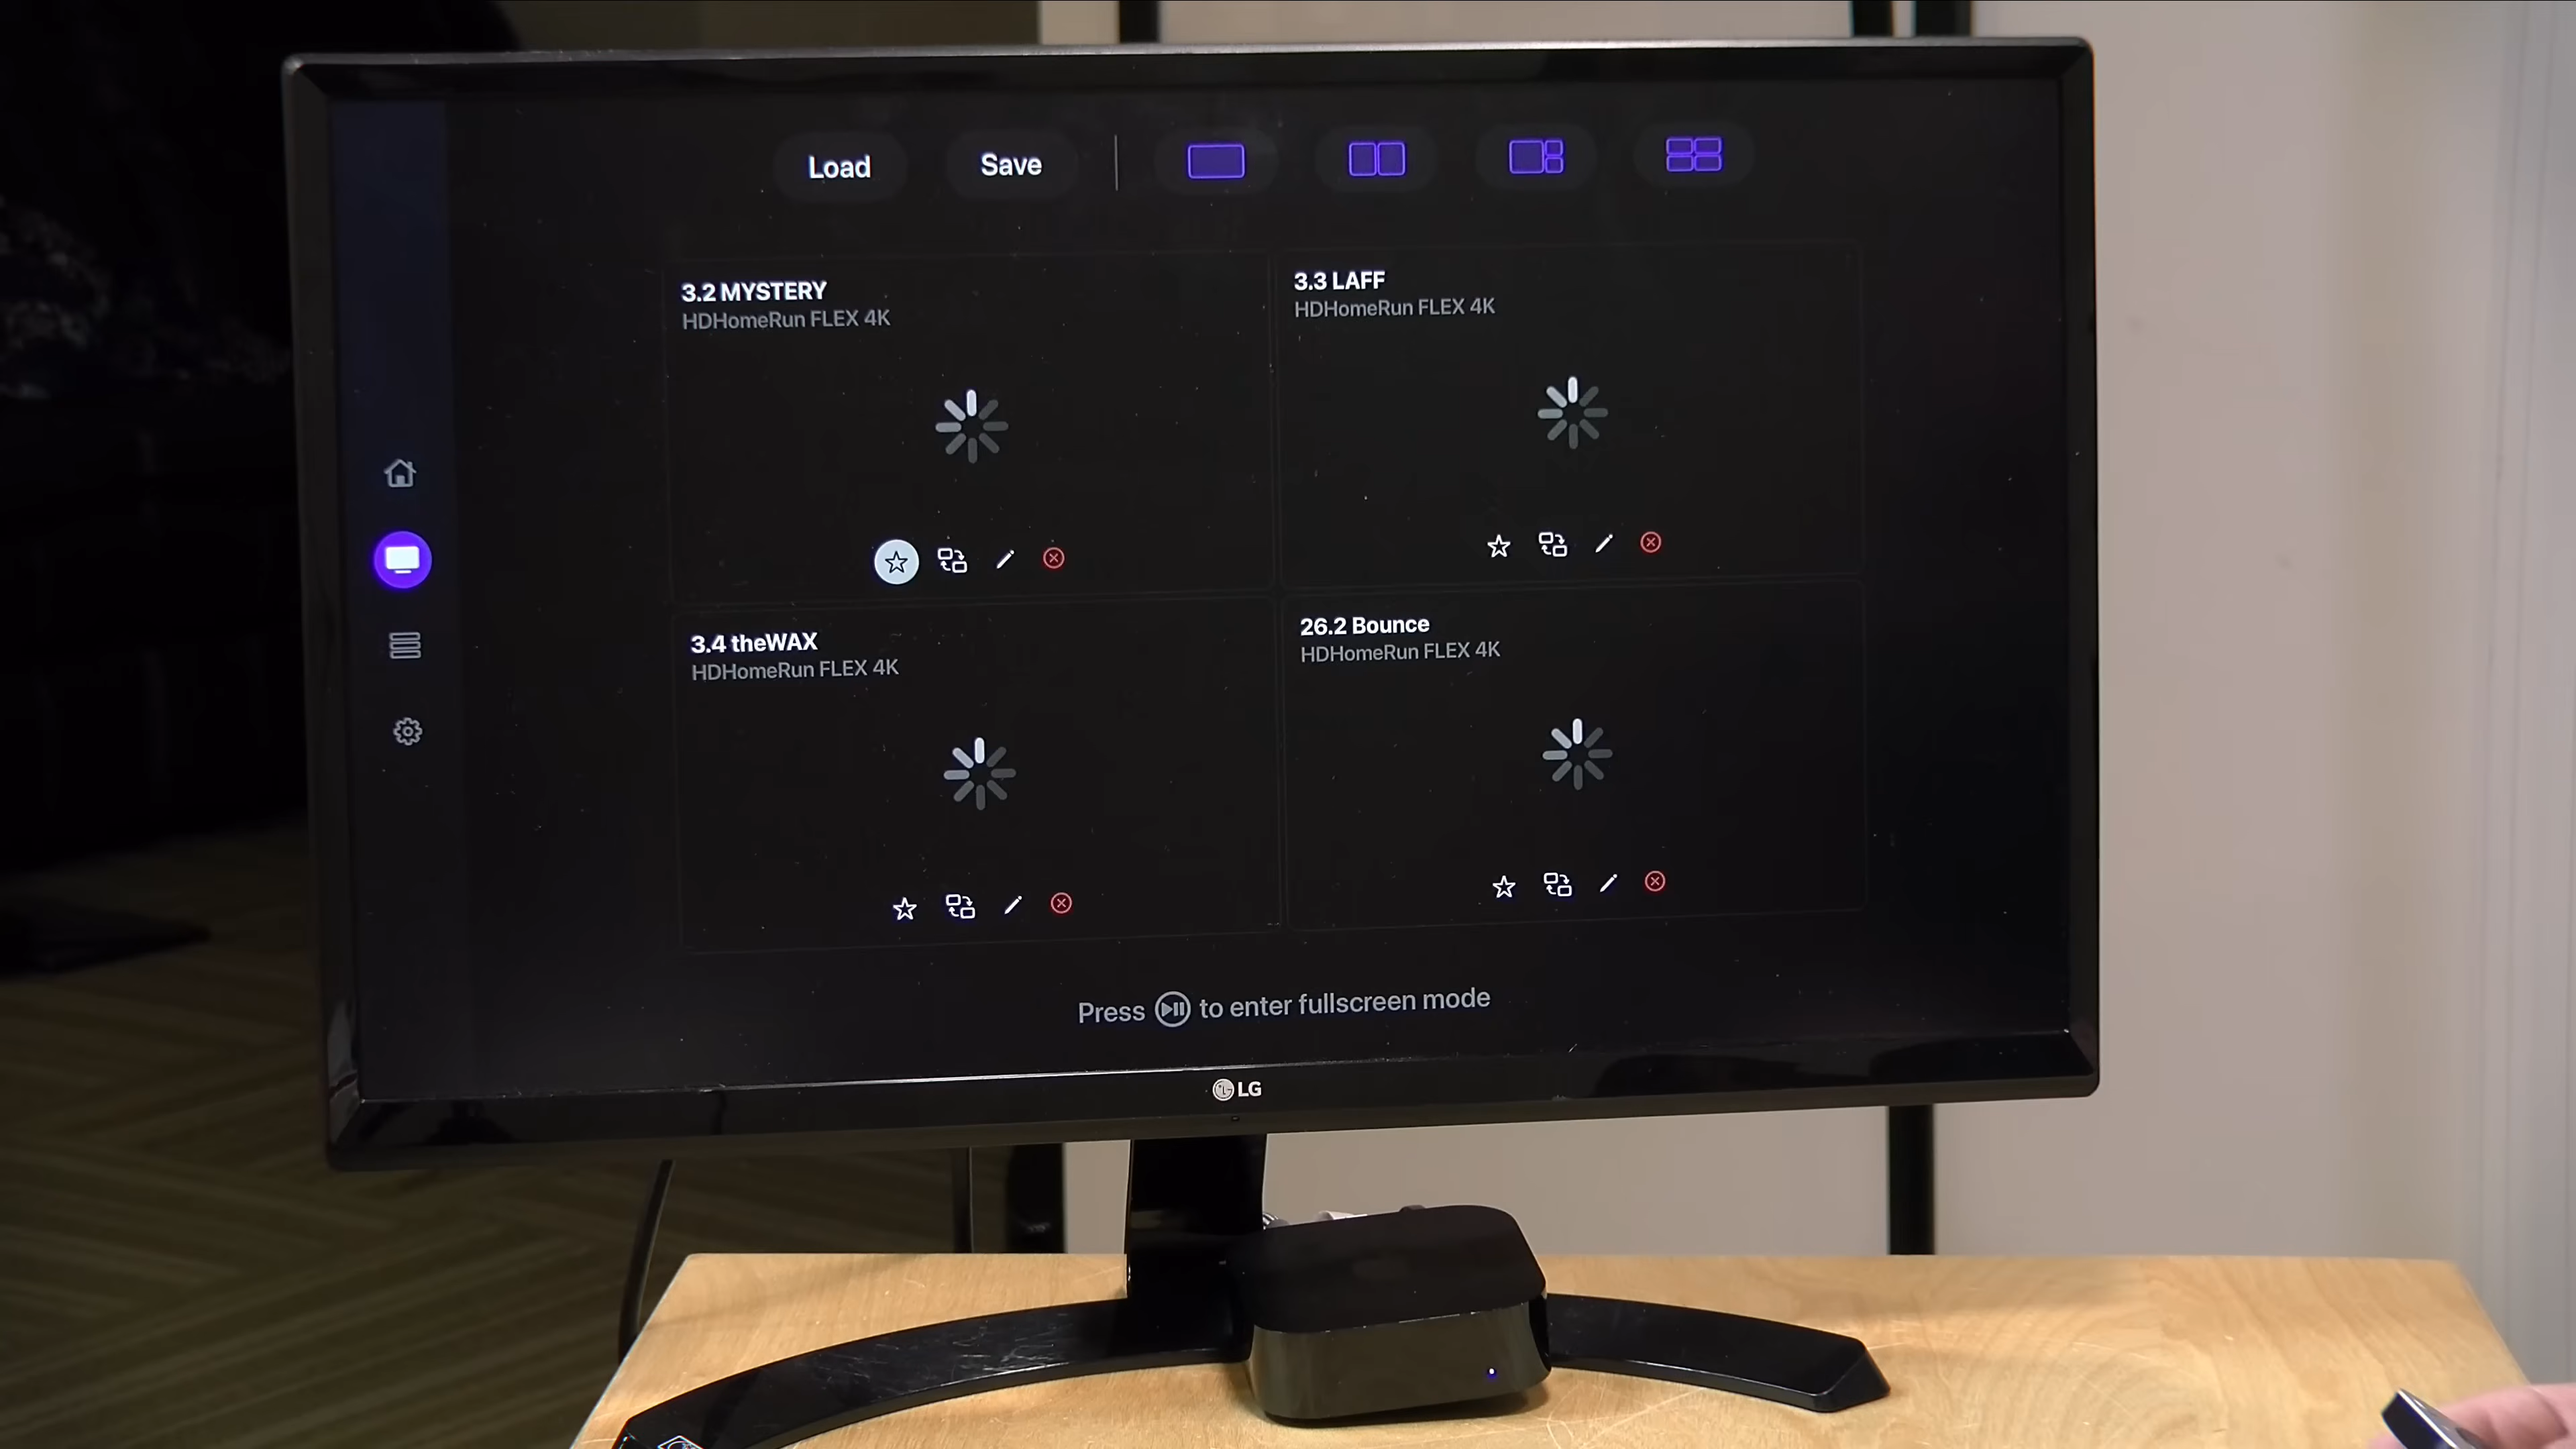 Load
Save
3.2 MYSTERY
HDHomeRun FLEX 4K
3.3 LAFF
HDHomeRun FLEX 4K
3.4 theWAX
HDHomeRun FLEX 4K
26.2 Bounce
HDHomeRun FLEX 4K
Press to enter fullscreen mode
LG